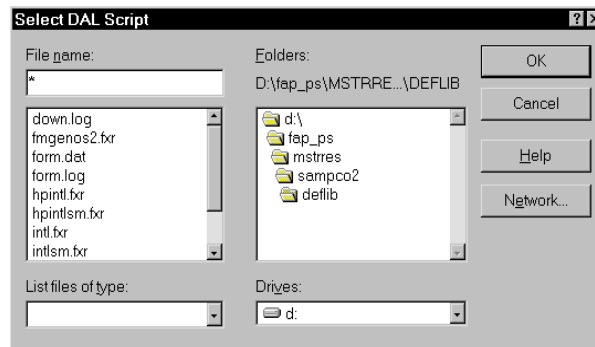 Select DAL Script
File name:
*
down.log
fmgenos2.fxr
form.dat
form.log
hpintl.fxr
hpintlsm.fxr
intl.fxr
intlsm.fxr
List files of type:
Folders:
D:\fap_ps\MSTRRE...\DEFLIB
d:\
fap_ps
mstrres
sampco2
deflib
Drives:
d:
OK
Cancel
Help
Network...